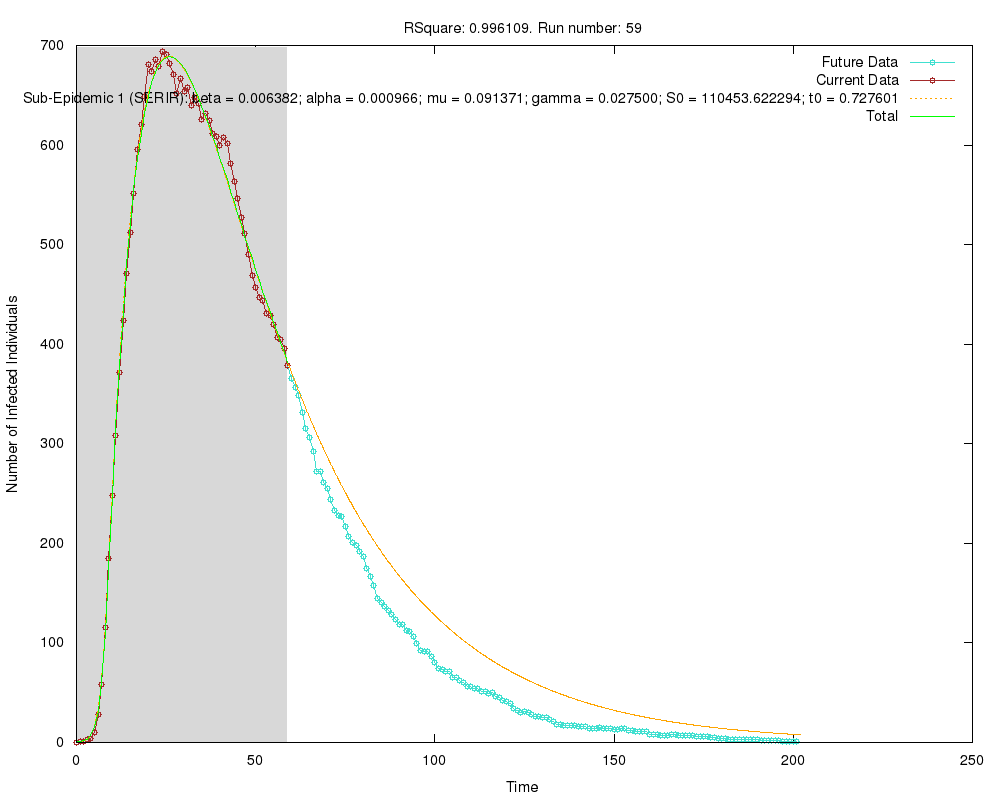 RSquare: 0.996109. Run number: 59
Future Data
Current Data
Sub-Epidemic 1 (SERIR): beta = 0.006382; alpha = 0.000966; mu = 0.091371; gamma = 0.027500; S0 = 110453.622294; t0 = 0.727601
Total
700
600
500
400
300
200
100
0
Number of Infected Individuals
0 50 100 150 200 250
Time